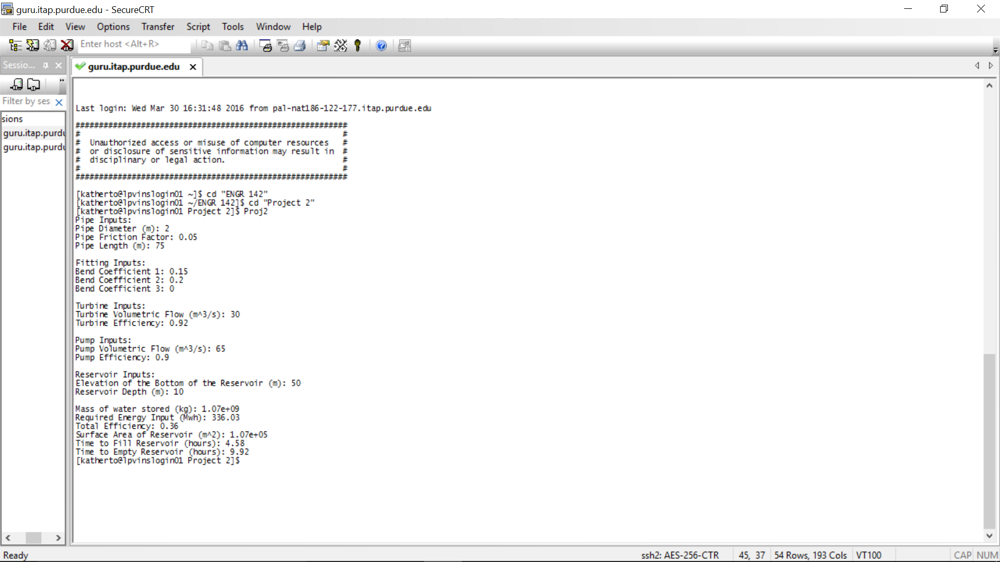 guru.itap.purdue.edu - SecureCRT
File Edit View Options Transfer Script Tools Window Help
Enter host <Alt+R>
Sessio...
guru.itap.purdue.edu
Filter by ses
sions
guru.itap.purdu
guru.itap.purdu
Last login: Wed Mar 30 16:31:48 2016 from pal-nat186-122-177.itap.purdue.edu
##########################################################
#                                                        #
#  Unauthorized access or misuse of computer resources   #
#  or disclosure of sensitive information may result in  #
#  disciplinary or legal action.                         #
#                                                        #
##########################################################
[katherto@lpvinslogin01 ~]$ cd "ENGR 142"
[katherto@lpvinslogin01 ~/ENGR 142]$ cd "Project 2"
[katherto@lpvinslogin01 Project 2]$ Proj2
Pipe Inputs:
Pipe Diameter (m): 2
Pipe Friction Factor: 0.05
Pipe Length (m): 75
Fitting Inputs:
Bend Coefficient 1: 0.15
Bend Coefficient 2: 0.2
Bend Coefficient 3: 0
Turbine Inputs:
Turbine Volumetric Flow (m^3/s): 30
Turbine Efficiency: 0.92
Pump Inputs:
Pump Volumetric Flow (m^3/s): 65
Pump Efficiency: 0.9
Reservoir Inputs:
Elevation of the Bottom of the Reservoir (m): 50
Reservoir Depth (m): 10
Mass of water stored (kg): 1.07e+09
Required Energy Input (Mwh): 336.03
Total Efficiency: 0.36
Surface Area of Reservoir (m^2): 1.07e+05
Time to Fill Reservoir (hours): 4.58
Time to Empty Reservoir (hours): 9.92
[katherto@lpvinslogin01 Project 2]$
Ready ssh2: AES-256-CTR 45, 37 54 Rows, 193 Cols VT100 CAP NUM